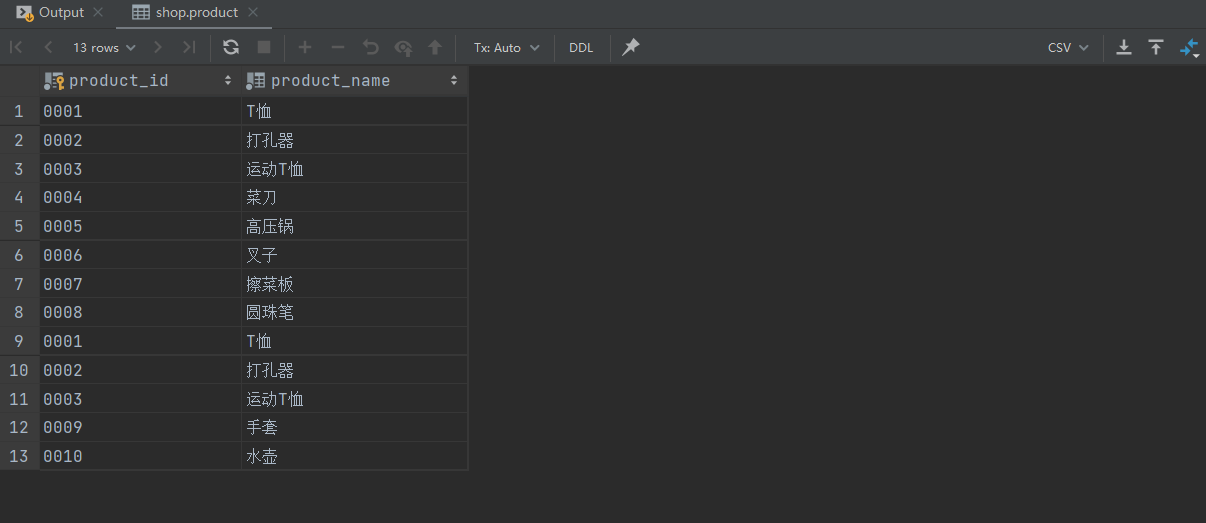 Output shop.product
13 rows Tx: Auto DDL CSV
product_id product_name
1 0001 T恤
2 0002 打孔器
3 0003 运动T恤
4 0004 菜刀
5 0005 高压锅
6 0006 叉子
7 0007 擦菜板
8 0008 圆珠笔
9 0001 T恤
10 0002 打孔器
11 0003 运动T恤
12 0009 手套
13 0010 水壶